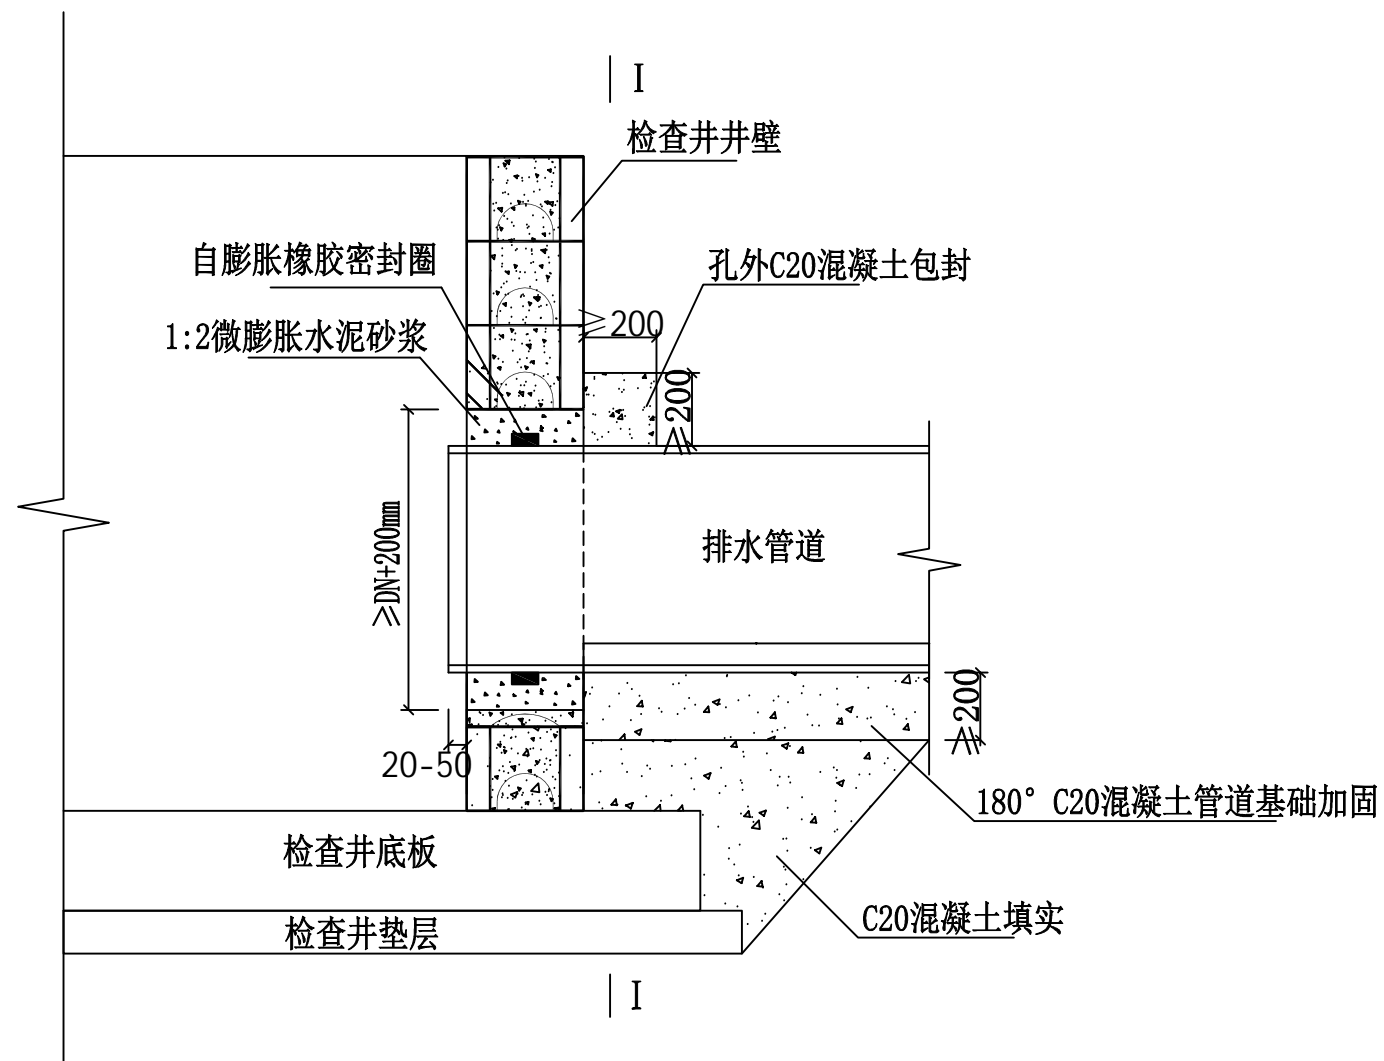 I
检查井井壁
自膨胀橡胶密封圈
孔外C20混凝土包封
1:2微膨胀水泥砂浆
≥200
≥200
≥DN+200mm
排水管道
≥200
20-50
180° C20混凝土管道基础加固
检查井底板
C20混凝土填实
检查井垫层
I